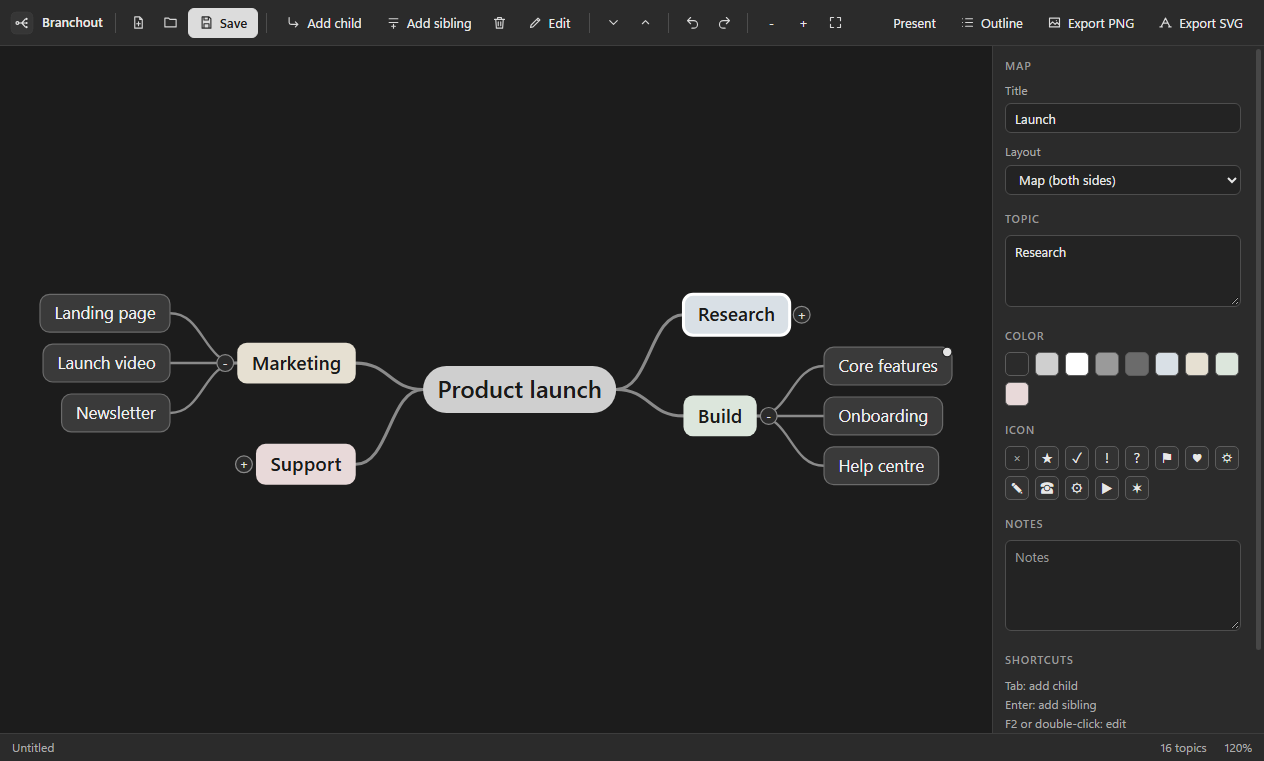 Branchout
Save
Add child
Add sibling
Edit
-
+
Present
Outline
Export PNG
Export SVG
Landing page
Launch video
Newsletter
-
Marketing
+
Support
Product launch
Research
+
Build
-
Core features
Onboarding
Help centre
MAP
Title
Launch
Layout
Map (both sides)
TOPIC
Research
COLOR
ICON
× ★ ✓ ! ? ⚑ ♥
NOTES
Notes
SHORTCUTS
Tab: add child
Enter: add sibling
F2 or double-click: edit
Untitled
16 topics
120%